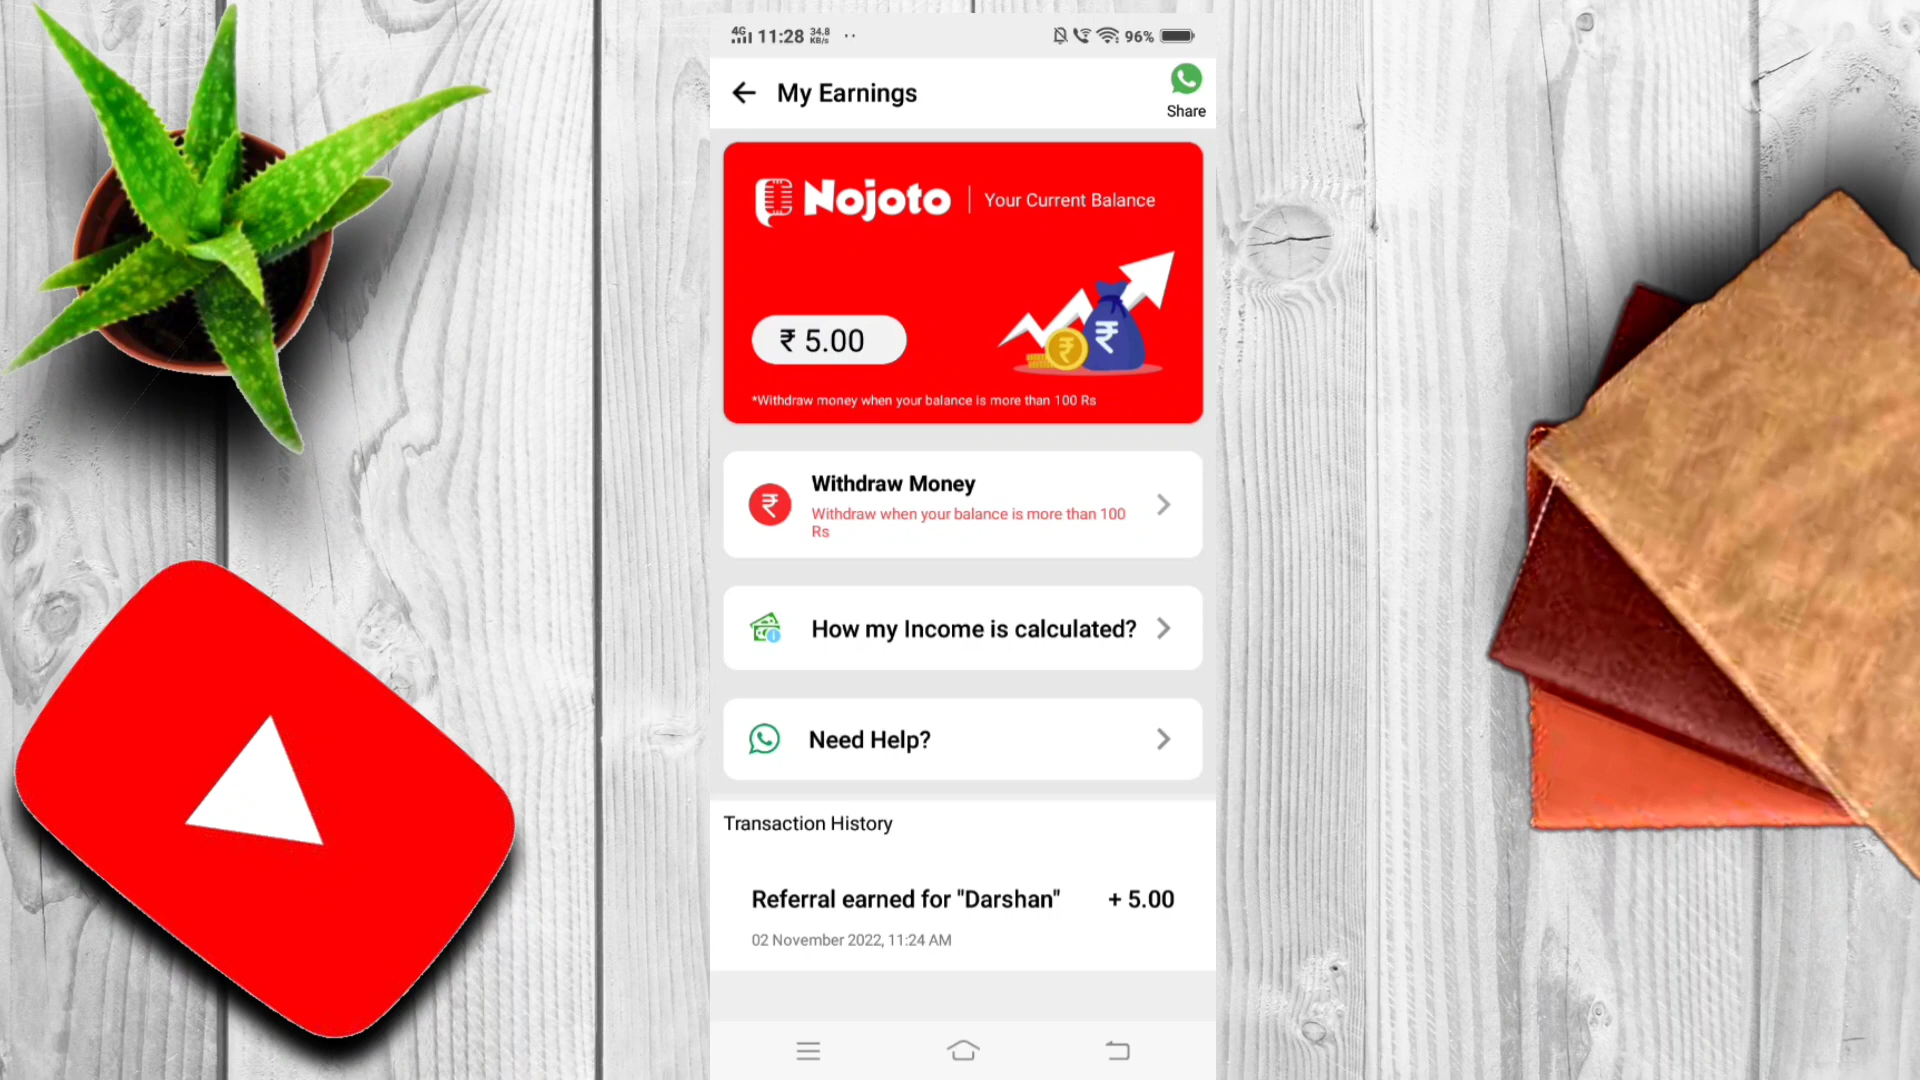 4G 11:28 34.8 KB/s 96%
My Earnings
Share
Nojoto | Your Current Balance
₹ 5.00
₹
₹
*Withdraw money when your balance is more than 100 Rs
Withdraw Money
₹
Withdraw when your balance is more than 100
Rs
How my Income is calculated?
Need Help?
Transaction History
Referral earned for "Darshan" + 5.00
02 November 2022, 11:24 AM